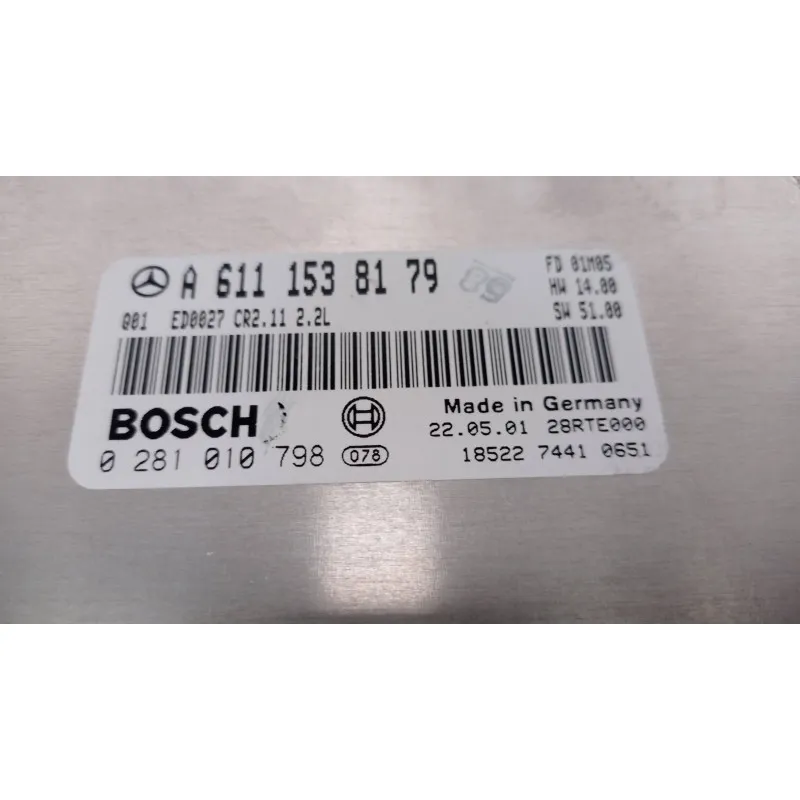 A 611 153 81 79
FD 01M05
HW 14.00
SW 51.00
Q01 ED0027 CR2.11 2.2L
BOSCH
Made in Germany
22.05.01 28RTE000
0 281 010 798 078
18522 7441 0651